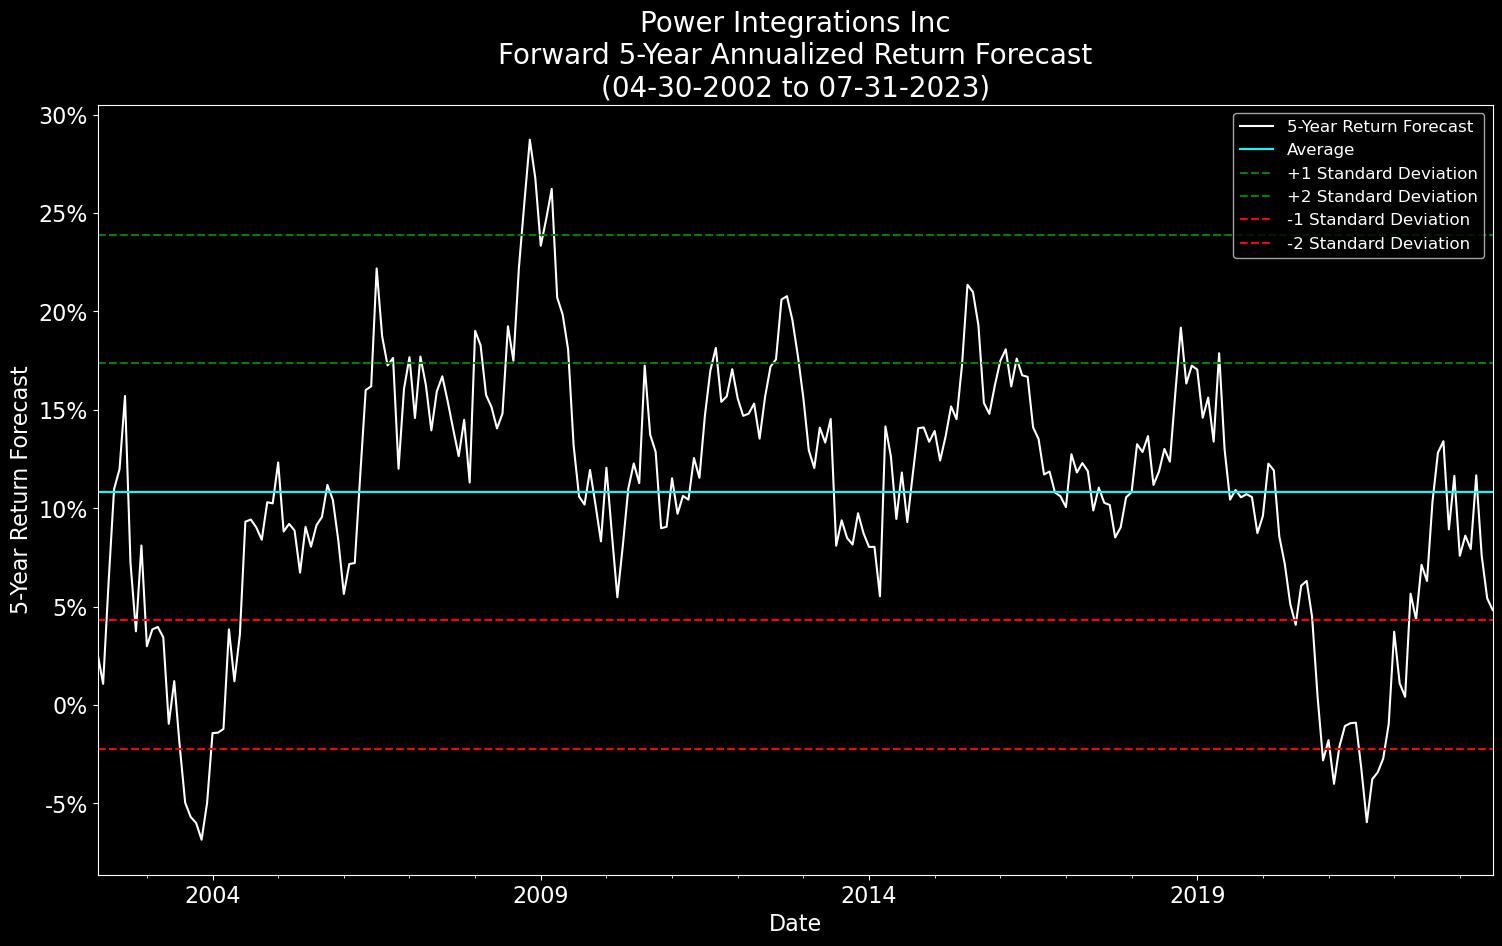 Power Integrations Inc
Forward 5-Year Annualized Return Forecast
(04-30-2002 to 07-31-2023)
5-Year Return Forecast
Average
+1 Standard Deviation
+2 Standard Deviation
-1 Standard Deviation
-2 Standard Deviation
5-Year Return Forecast
30%
25%
20%
15%
10%
5%
0%
-5%
2004
2009
2014
2019
Date